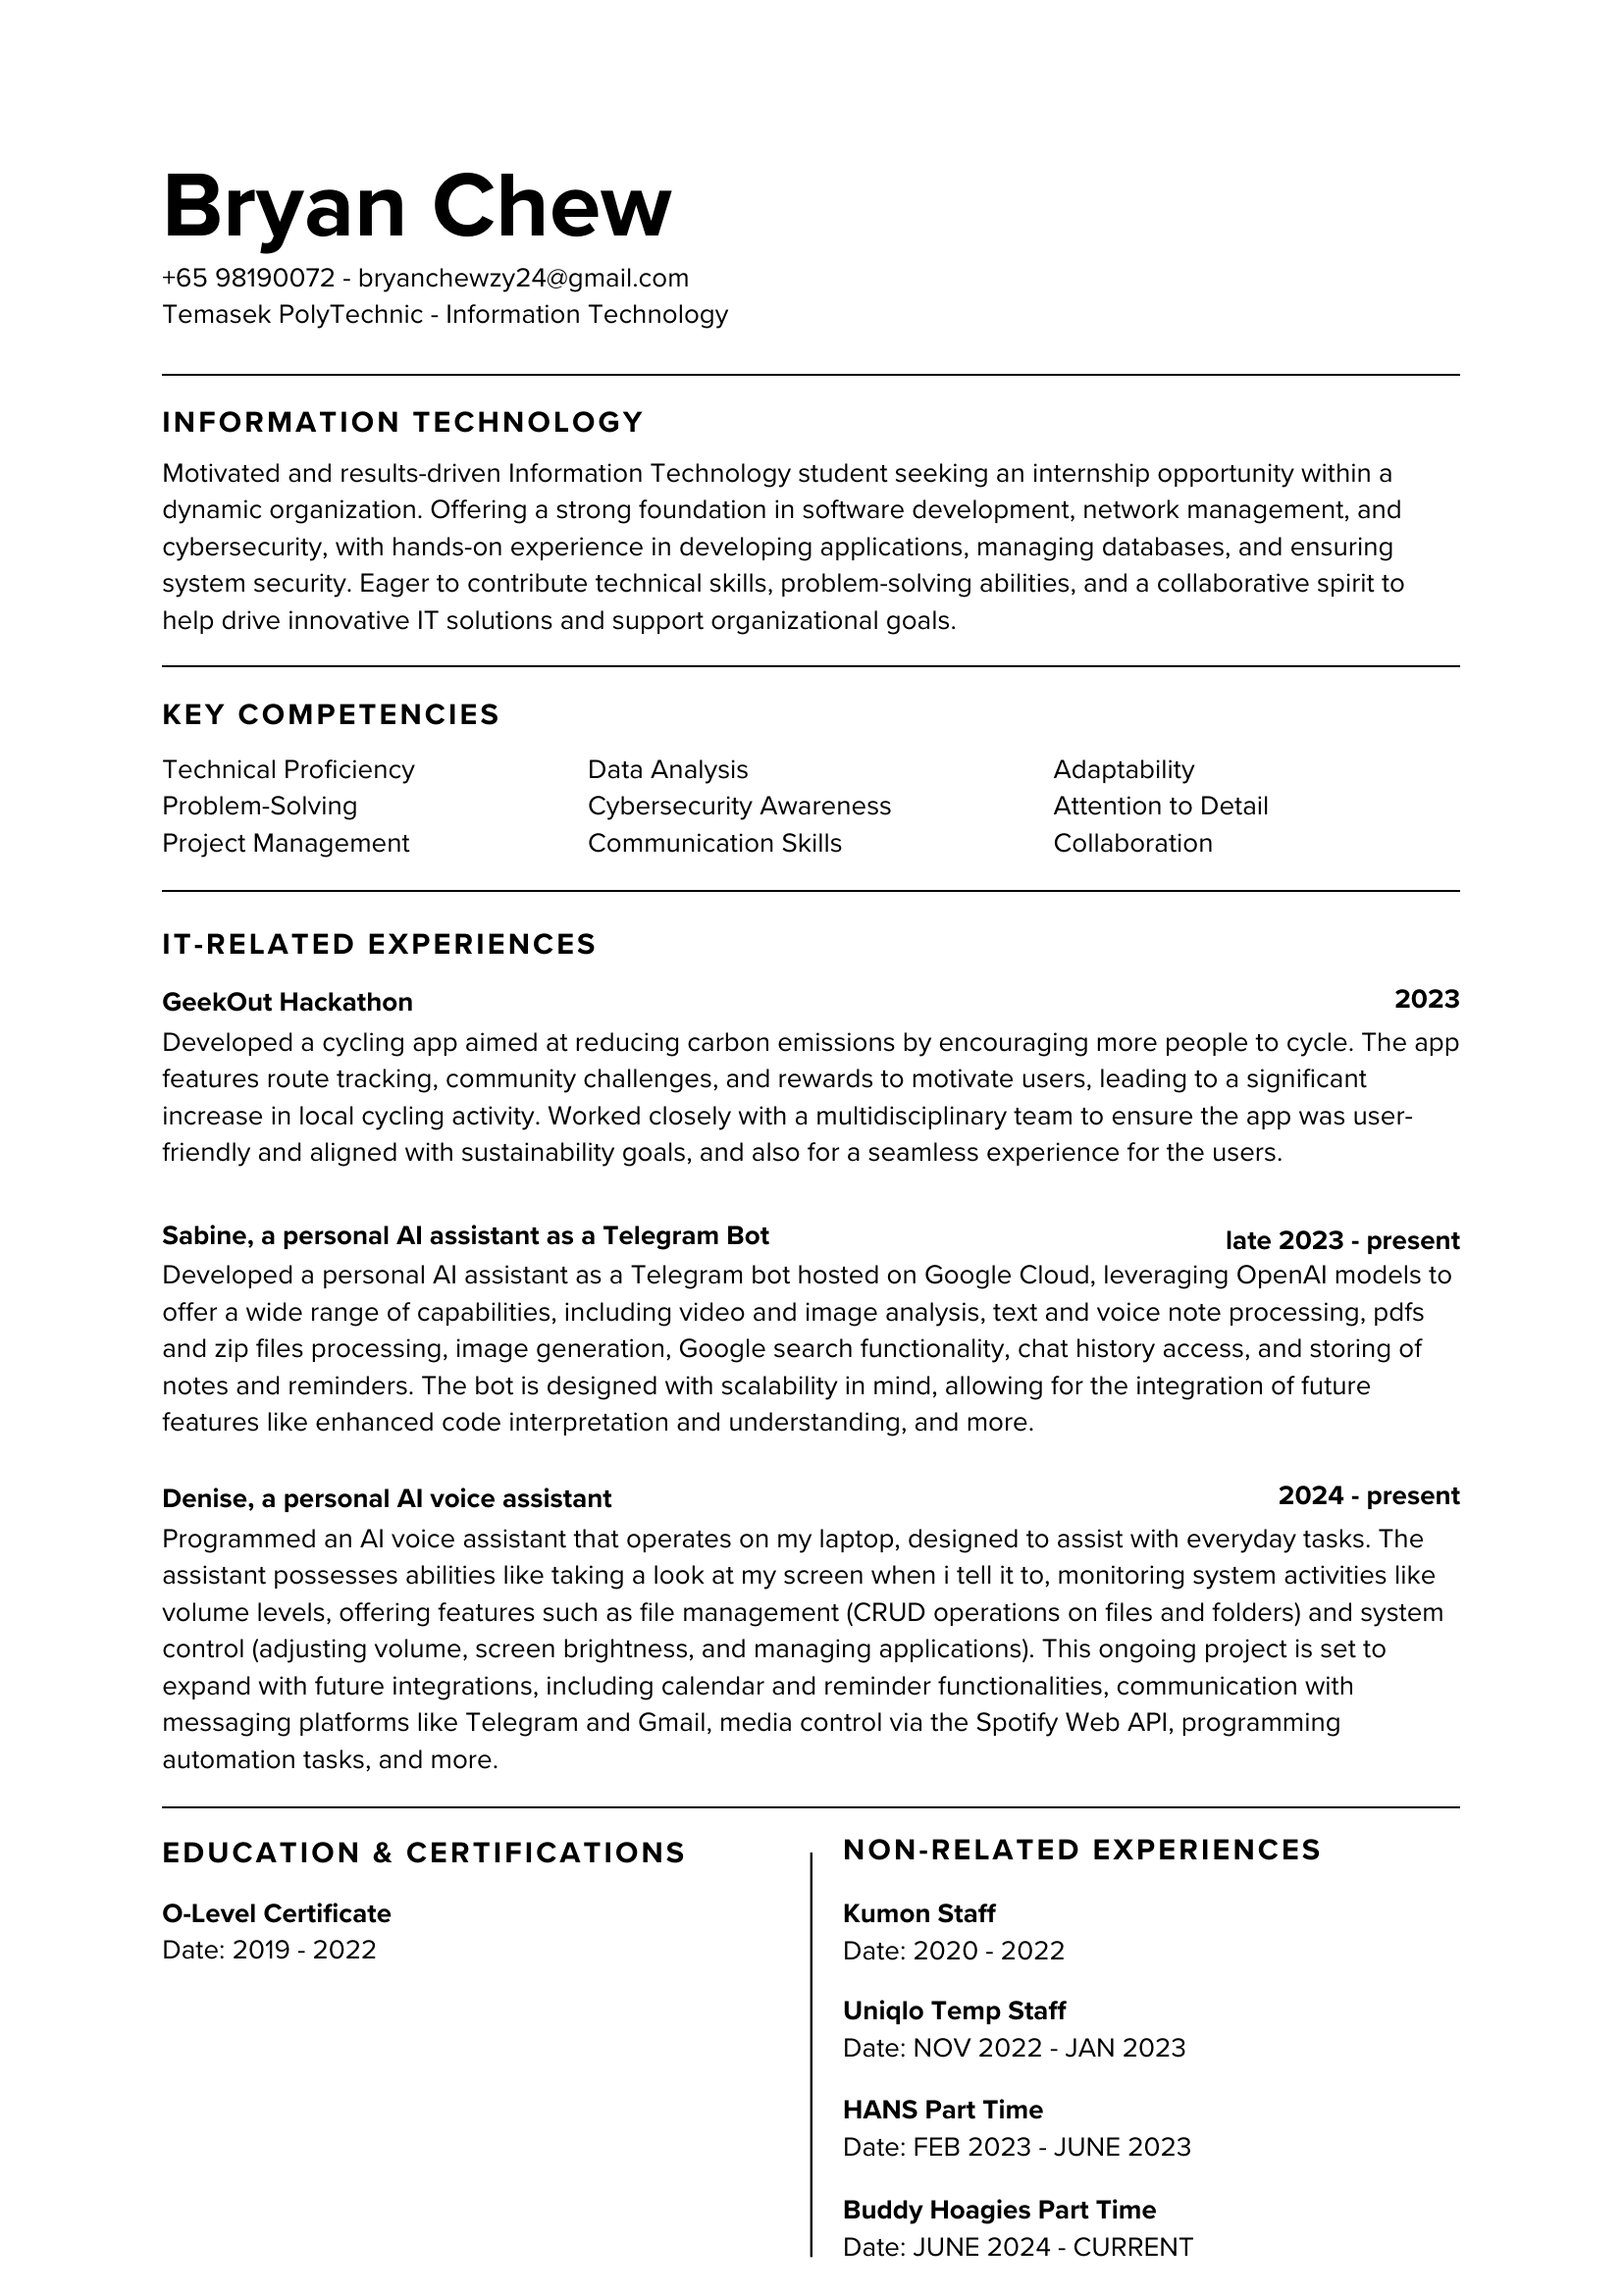 Bryan Chew
+65 98190072 - bryanchewzy24@gmail.com
Temasek PolyTechnic - Information Technology
INFORMATION TECHNOLOGY
Motivated and results-driven Information Technology student seeking an internship opportunity within a
dynamic organization. Offering a strong foundation in software development, network management, and
cybersecurity, with hands-on experience in developing applications, managing databases, and ensuring
system security. Eager to contribute technical skills, problem-solving abilities, and a collaborative spirit to
help drive innovative IT solutions and support organizational goals.
KEY COMPETENCIES
Technical Proficiency
Problem-Solving
Project Management
Data Analysis
Cybersecurity Awareness
Communication Skills
Adaptability
Attention to Detail
Collaboration
IT-RELATED EXPERIENCES
GeekOut Hackathon 2023
Developed a cycling app aimed at reducing carbon emissions by encouraging more people to cycle. The app
features route tracking, community challenges, and rewards to motivate users, leading to a significant
increase in local cycling activity. Worked closely with a multidisciplinary team to ensure the app was user-
friendly and aligned with sustainability goals, and also for a seamless experience for the users.
Sabine, a personal AI assistant as a Telegram Bot late 2023 - present
Developed a personal AI assistant as a Telegram bot hosted on Google Cloud, leveraging OpenAI models to
offer a wide range of capabilities, including video and image analysis, text and voice note processing, pdfs
and zip files processing, image generation, Google search functionality, chat history access, and storing of
notes and reminders. The bot is designed with scalability in mind, allowing for the integration of future
features like enhanced code interpretation and understanding, and more.
Denise, a personal AI voice assistant 2024 - present
Programmed an AI voice assistant that operates on my laptop, designed to assist with everyday tasks. The
assistant possesses abilities like taking a look at my screen when i tell it to, monitoring system activities like
volume levels, offering features such as file management (CRUD operations on files and folders) and system
control (adjusting volume, screen brightness, and managing applications). This ongoing project is set to
expand with future integrations, including calendar and reminder functionalities, communication with
messaging platforms like Telegram and Gmail, media control via the Spotify Web API, programming
automation tasks, and more.
EDUCATION & CERTIFICATIONS
O-Level Certificate
Date: 2019 - 2022
NON-RELATED EXPERIENCES
Kumon Staff
Date: 2020 - 2022
Uniqlo Temp Staff
Date: NOV 2022 - JAN 2023
HANS Part Time
Date: FEB 2023 - JUNE 2023
Buddy Hoagies Part Time
Date: JUNE 2024 - CURRENT